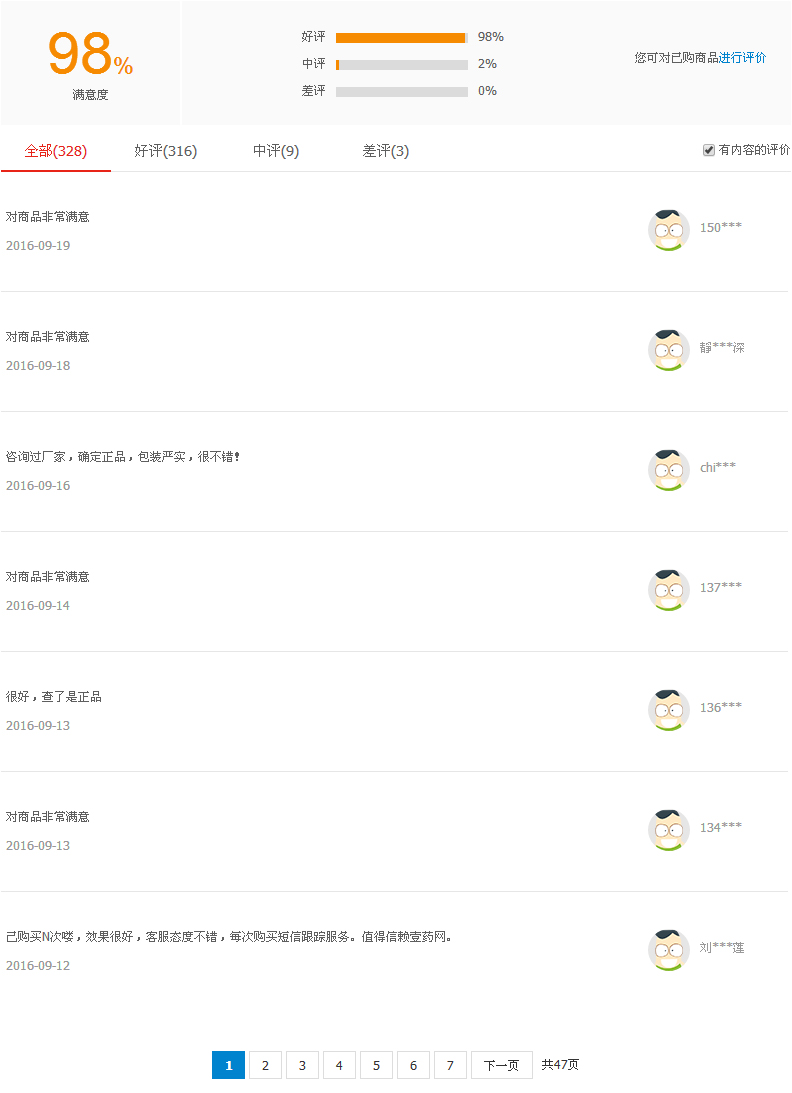 98%
满意度
好评 98%
中评 2%
差评 0%
您可对已购商品进行评价
全部(328) 好评(316) 中评(9) 差评(3) 有内容的评价
对商品非常满意 150***
2016-09-19
对商品非常满意 靜***深
2016-09-18
咨询过厂家，确定正品，包装严实，很不错！ chi***
2016-09-16
对商品非常满意 137***
2016-09-14
很好，查了是正品 136***
2016-09-13
对商品非常满意 134***
2016-09-13
己购买N次喽，效果很好，客服态度不错，每次购买短信跟踪服务。值得信赖壹药网。 刘***莲
2016-09-12
1 2 3 4 5 6 7 下一页 共47页